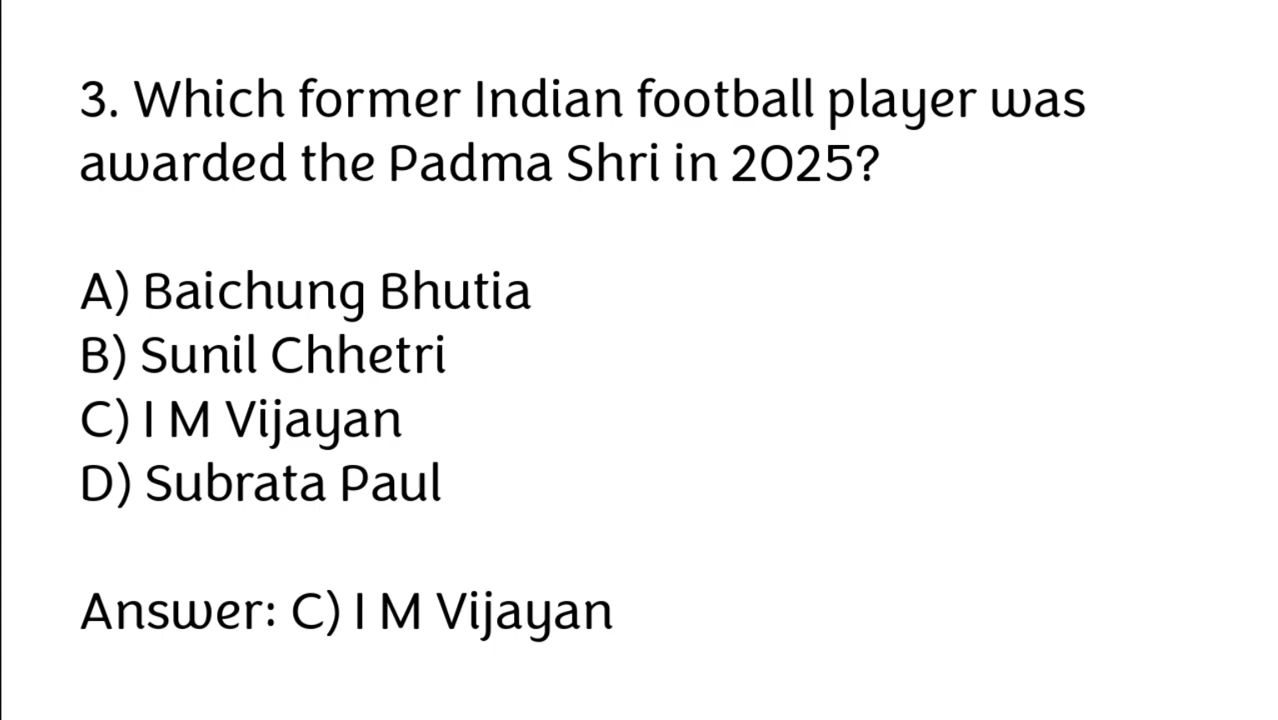 3. Which former Indian football player was
awarded the Padma Shri in 2025?
A) Baichung Bhutia
B) Sunil Chhetri
C) I M Vijayan
D) Subrata Paul
Answer: C) I M Vijayan